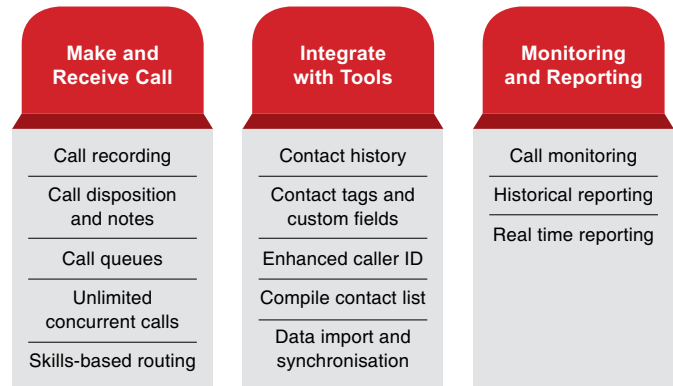 Make and
Receive Call
Call recording
Call disposition
and notes
Call queues
Unlimited
concurrent calls
Skills-based routing
Integrate
with Tools
Contact history
Contact tags and
custom fields
Enhanced caller ID
Compile contact list
Data import and
synchronisation
Monitoring
and Reporting
Call monitoring
Historical reporting
Real time reporting